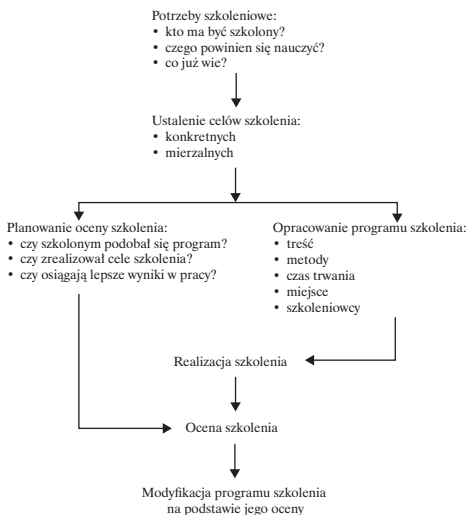 Potrzeby szkoleniowe:
• kto ma być szkolony?
• czego powinien się nauczyć?
• co już wie?
Ustalenie celów szkolenia:
• konkretnych
• mierzalnych
Planowanie oceny szkolenia:
• czy szkolonym podobał się program?
• czy zrealizował cele szkolenia?
• czy osiągają lepsze wyniki w pracy?
Opracowanie programu szkolenia:
• treść
• metody
• czas trwania
• miejsce
• szkoleniowcy
Realizacja szkolenia
Ocena szkolenia
Modyfikacja programu szkolenia
na podstawie jego oceny